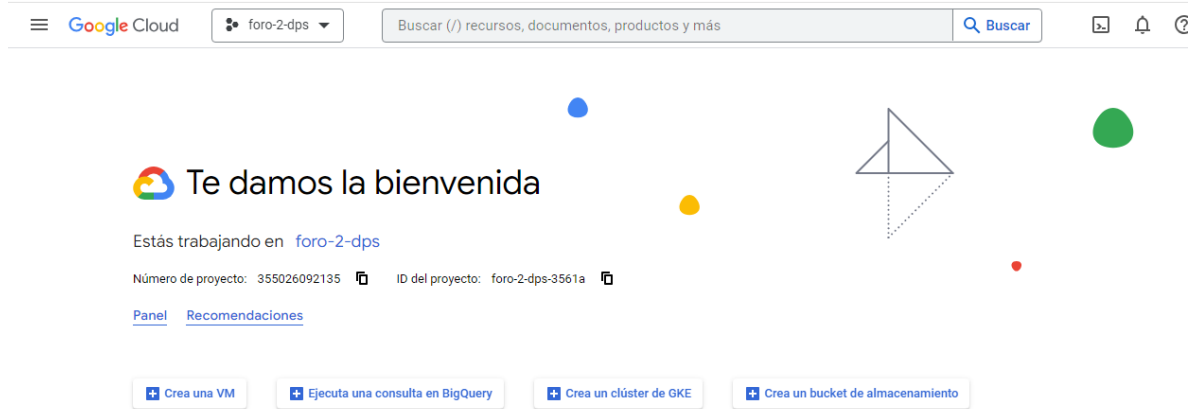 Google Cloud foro-2-dps Buscar (/) recursos, documentos, productos y más Buscar
Te damos la bienvenida
Estás trabajando en foro-2-dps
Número de proyecto: 355026092135 ID del proyecto: foro-2-dps-3561a
Panel Recomendaciones
Crea una VM Ejecuta una consulta en BigQuery Crea un clúster de GKE Crea un bucket de almacenamiento